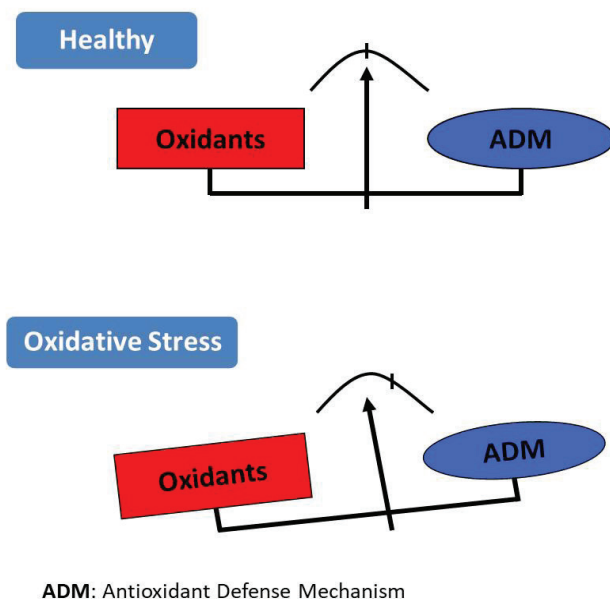 Healthy
Oxidants
ADM
Oxidative Stress
Oxidants
ADM
ADM: Antioxidant Defense Mechanism